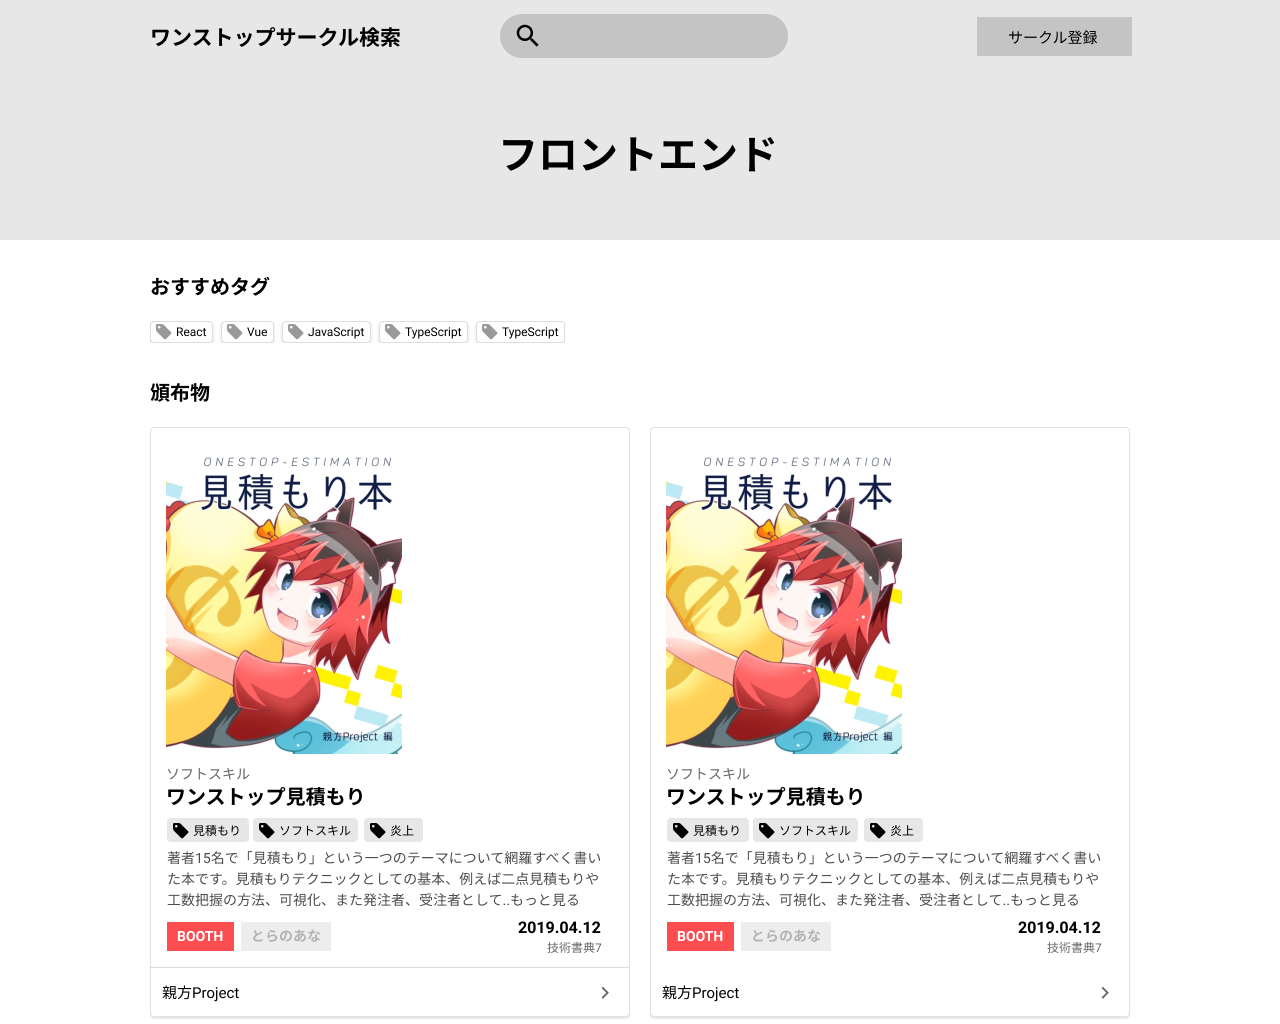 ワンストップサークル検索
サークル登録
フロントエンド
おすすめタグ
React Vue JavaScript TypeScript TypeScript
頒布物
ONESTOP-ESTIMATION
見積もり本
親方Project 編
ソフトスキル
ワンストップ見積もり
見積もり ソフトスキル 炎上
著者15名で「見積もり」という一つのテーマについて網羅すべく書い
た本です。見積もりテクニックとしての基本、例えば二点見積もりや
工数把握の方法、可視化、また発注者、受注者として..もっと見る
BOOTH とらのあな
2019.04.12
技術書典7
親方Project
ONESTOP-ESTIMATION
見積もり本
親方Project 編
ソフトスキル
ワンストップ見積もり
見積もり ソフトスキル 炎上
著者15名で「見積もり」という一つのテーマについて網羅すべく書い
た本です。見積もりテクニックとしての基本、例えば二点見積もりや
工数把握の方法、可視化、また発注者、受注者として..もっと見る
BOOTH とらのあな
2019.04.12
技術書典7
親方Project